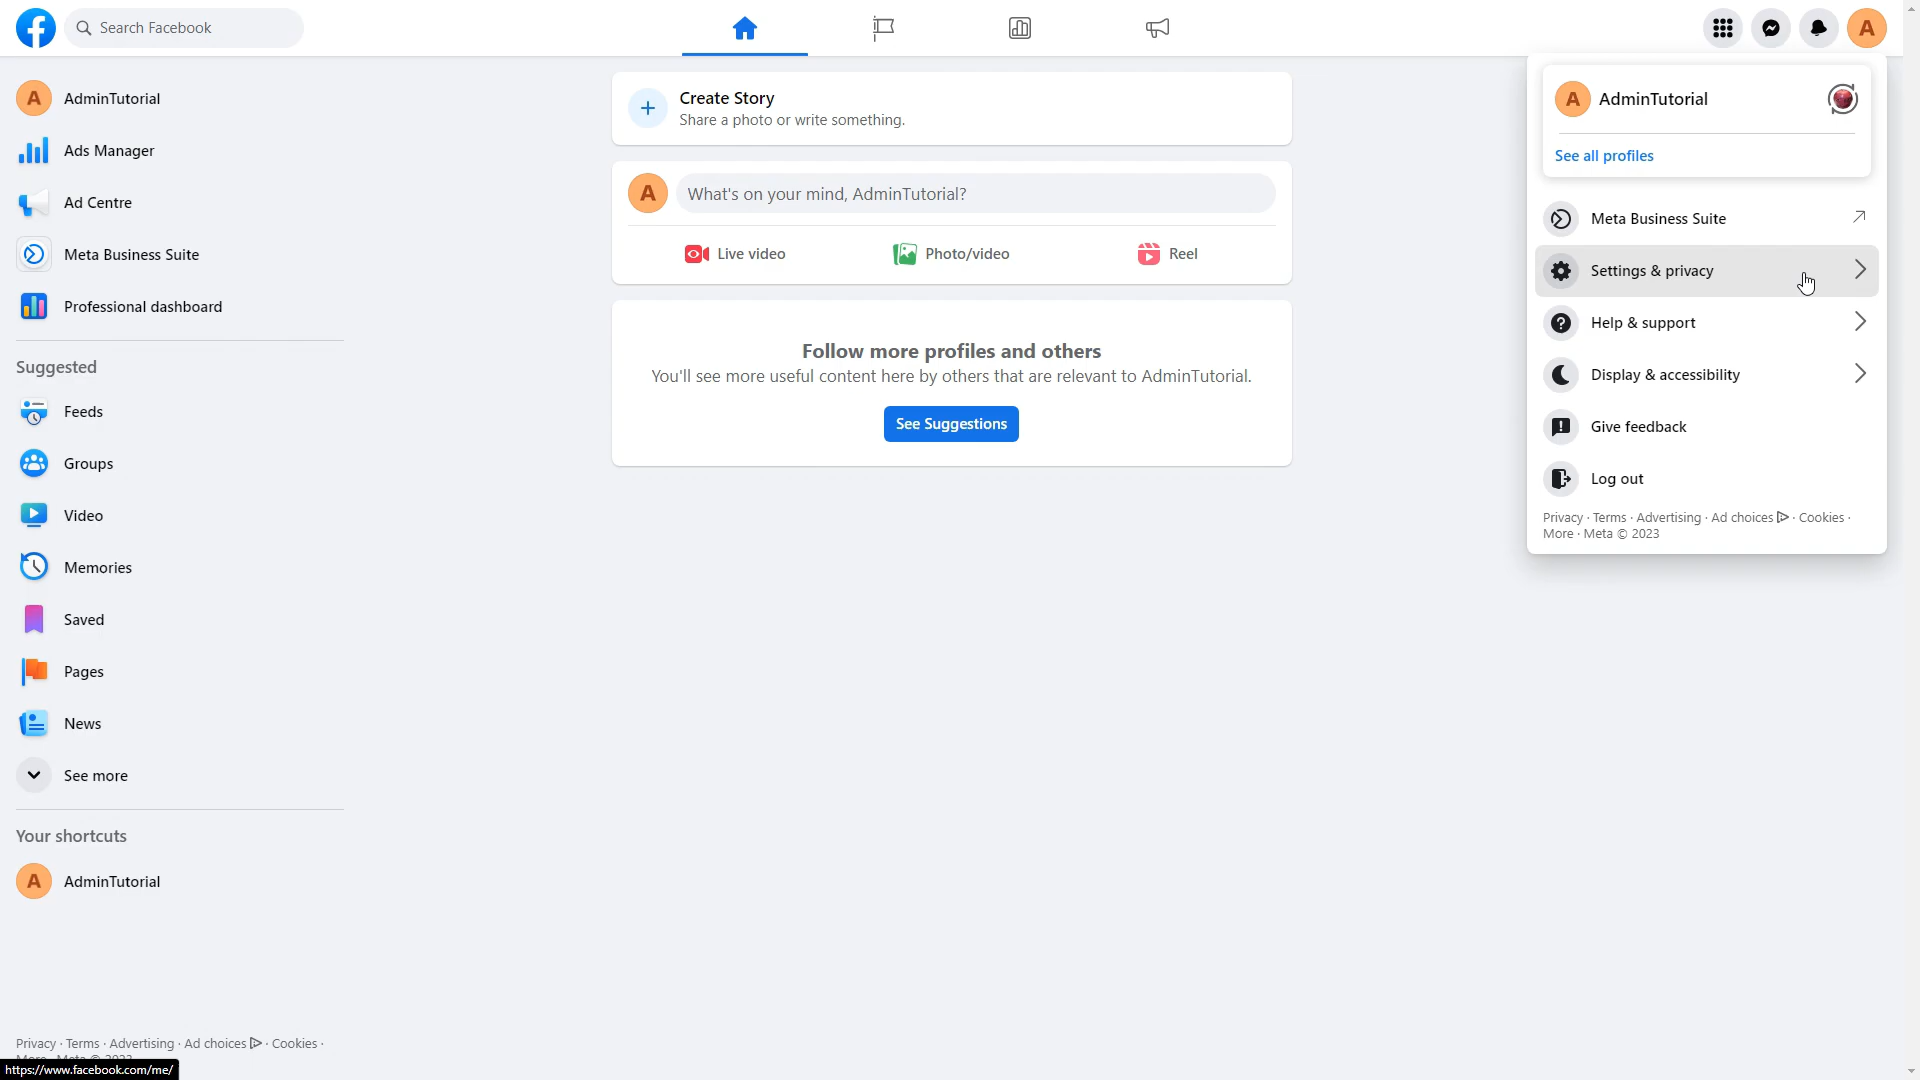 Search Facebook
A
AdminTutorial
Ads Manager
Ad Centre
Meta Business Suite
Professional dashboard
Suggested
Feeds
Groups
Video
Memories
Saved
Pages
News
See more
Your shortcuts
A
AdminTutorial
Privacy · Terms · Advertising · Ad choices · Cookies ·
More · Meta © 2023
https://www.facebook.com/me/
Create Story
Share a photo or write something.
A
What's on your mind, AdminTutorial?
Live video
Photo/video
Reel
Follow more profiles and others
You'll see more useful content here by others that are relevant to AdminTutorial.
See Suggestions
A
A
AdminTutorial
See all profiles
Meta Business Suite
Settings & privacy
Help & support
Display & accessibility
Give feedback
Log out
Privacy · Terms · Advertising · Ad choices · Cookies ·
More · Meta © 2023